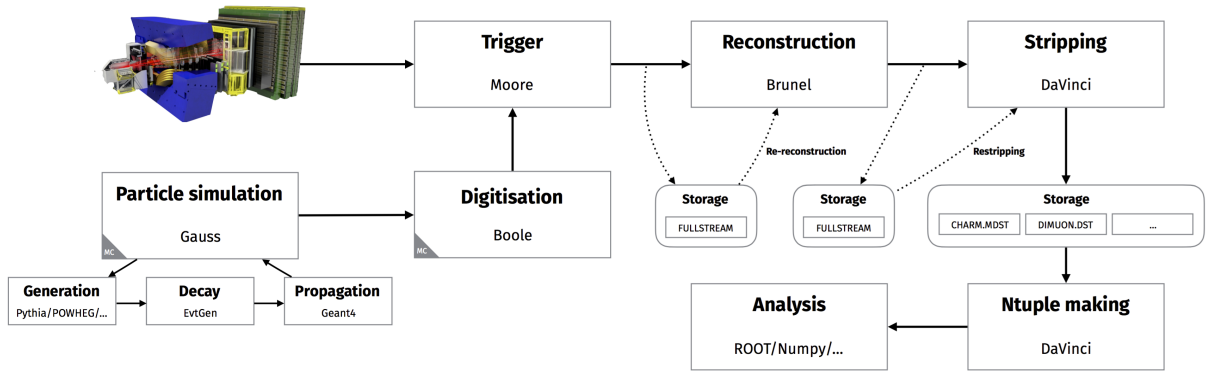 Trigger
Moore
Reconstruction
Brunel
Stripping
DaVinci
Re-reconstruction
Restripping
Particle simulation
Gauss
MC
Digitisation
Boole
MC
Storage
FULLSTREAM
Storage
FULLSTREAM
Storage
CHARM.MDST
DIMUON.DST
...
Generation
Pythia/POWHEG/...
Decay
EvtGen
Propagation
Geant4
Analysis
ROOT/Numpy/...
Ntuple making
DaVinci